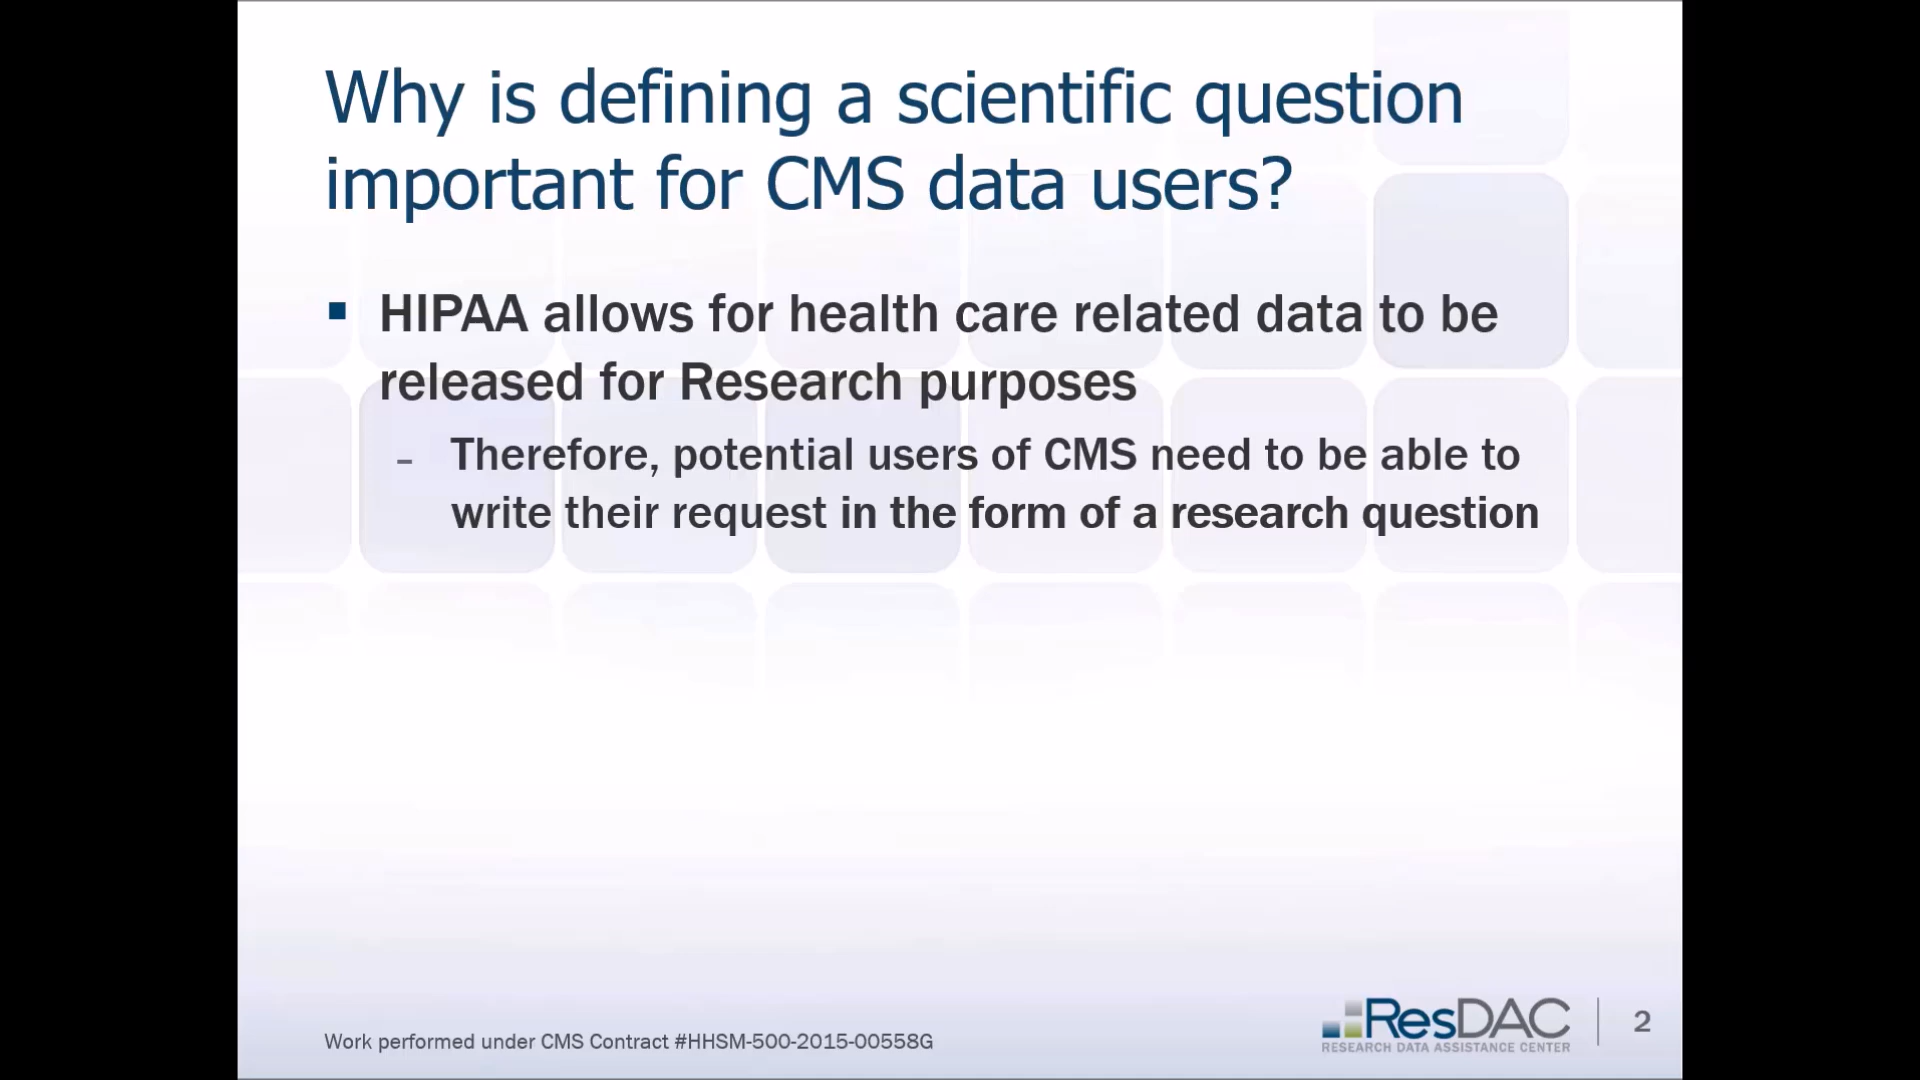 Why is defining a scientific question
important for CMS data users?
▪ HIPAA allows for health care related data to be
released for Research purposes
- Therefore, potential users of CMS need to be able to
write their request in the form of a research question
Work performed under CMS Contract #HHSM-500-2015-00558G
ResDAC
RESEARCH DATA ASSISTANCE CENTER
2